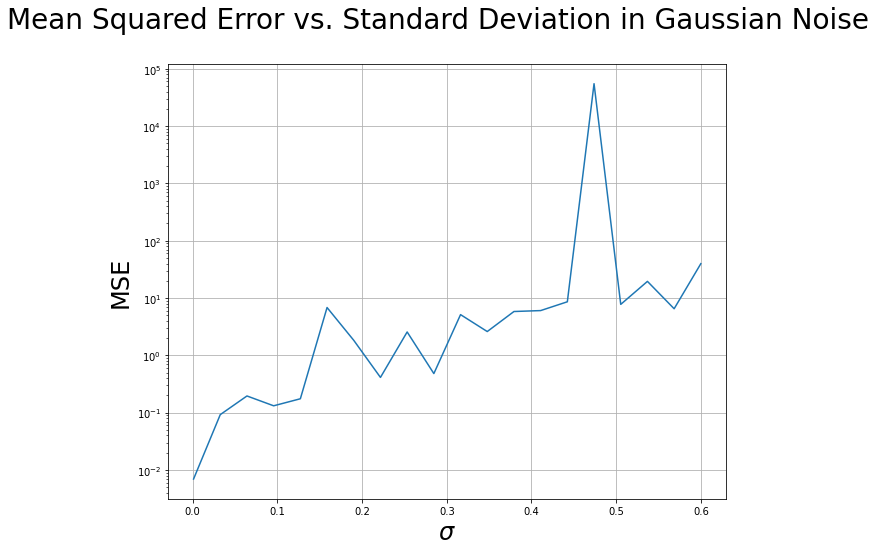 Mean Squared Error vs. Standard Deviation in Gaussian Noise
10⁵
10⁴
10³
10²
10¹
10⁰
10⁻¹
10⁻²
MSE
0.0 0.1 0.2 0.3 0.4 0.5 0.6
σ